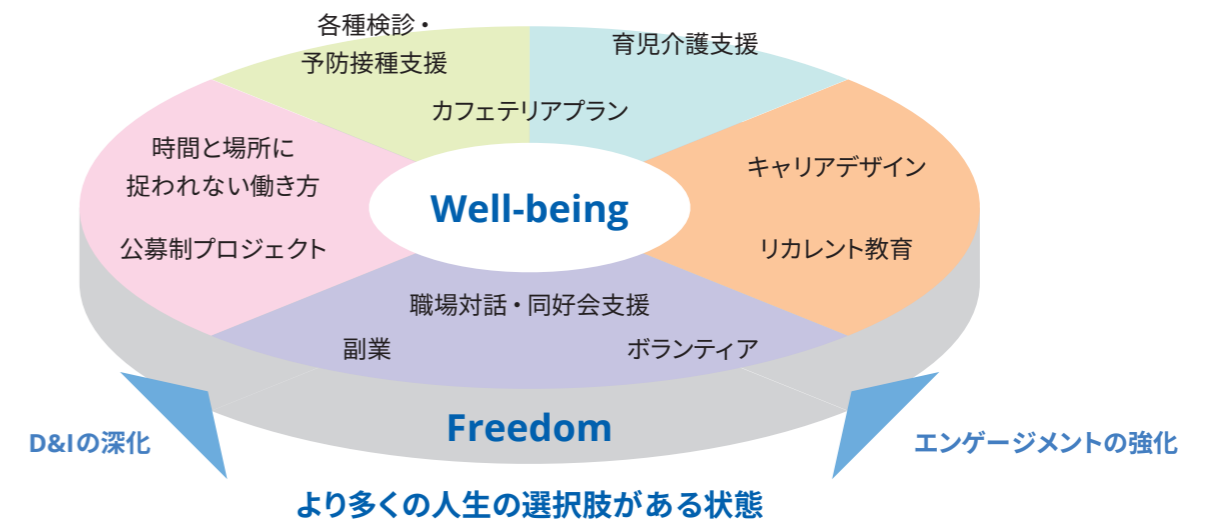 各種検診・
予防接種支援
育児介護支援
カフェテリアプラン
時間と場所に
捉われない働き方
公募制プロジェクト
Well-being
キャリアデザイン
リカレント教育
職場対話・同好会支援
副業
ボランティア
Freedom
D&Iの深化
エンゲージメントの強化
より多くの人生の選択肢がある状態